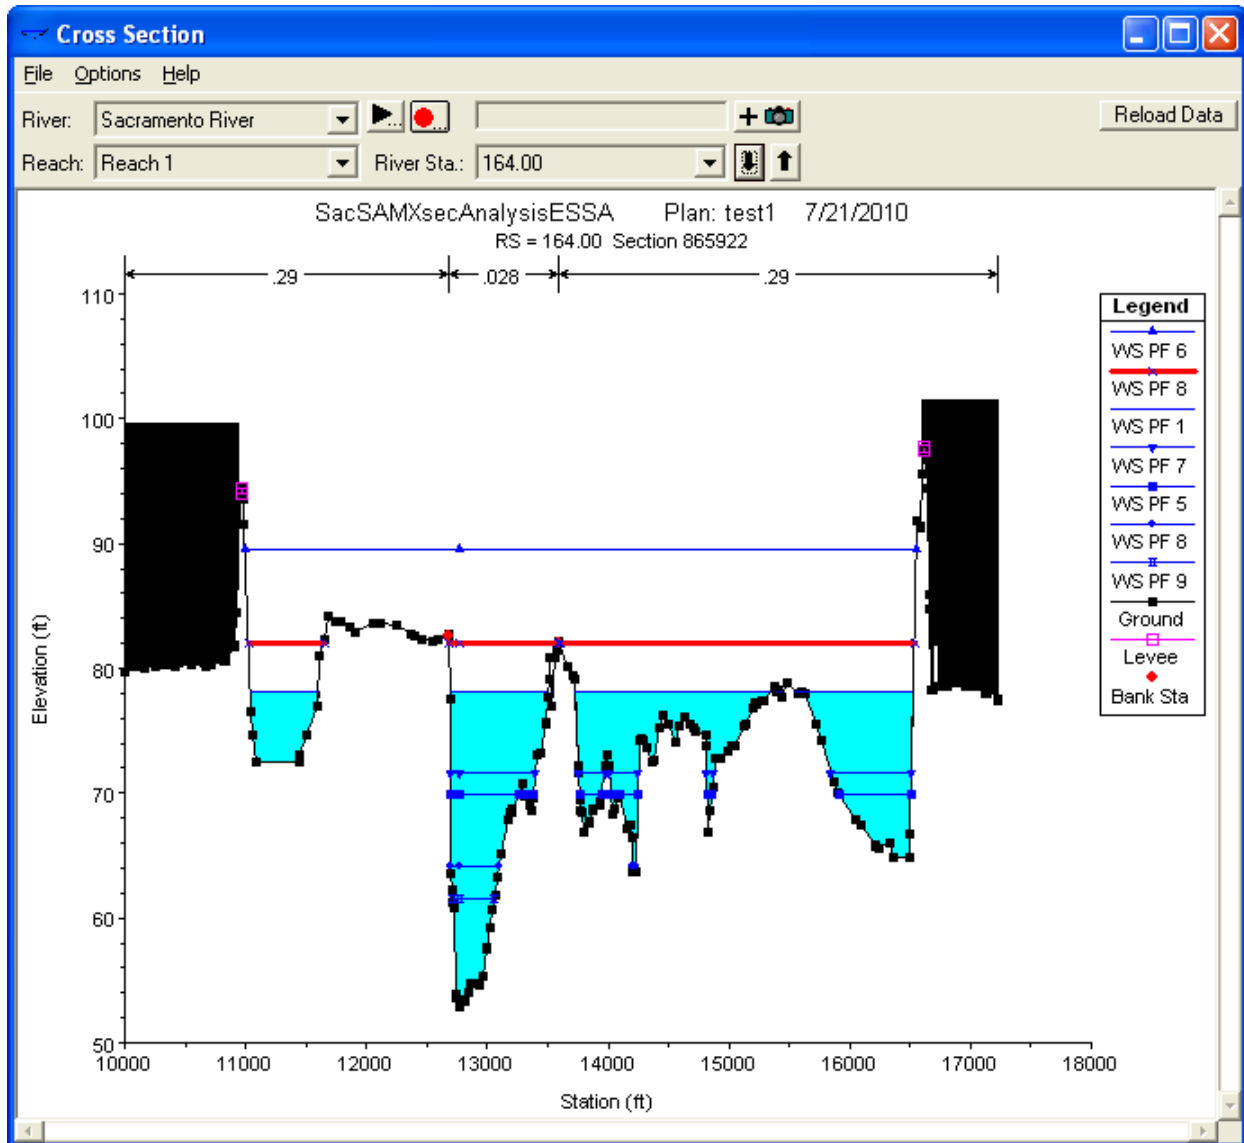 Cross Section
File Options Help
River: Sacramento River ... ... + Reload Data
Reach: Reach 1 River Sta.: 164.00
SacSAMXsecAnalysisESSA Plan: test1 7/21/2010
RS = 164.00 Section 865922
.29 .028 .29
110
100
90
80
70
60
50
Elevation (ft)
10000 11000 12000 13000 14000 15000 16000 17000 18000
Station (ft)
Legend
WS PF 6
WS PF 8
WS PF 1
WS PF 7
WS PF 5
WS PF 8
WS PF 9
Ground
Levee
Bank Sta